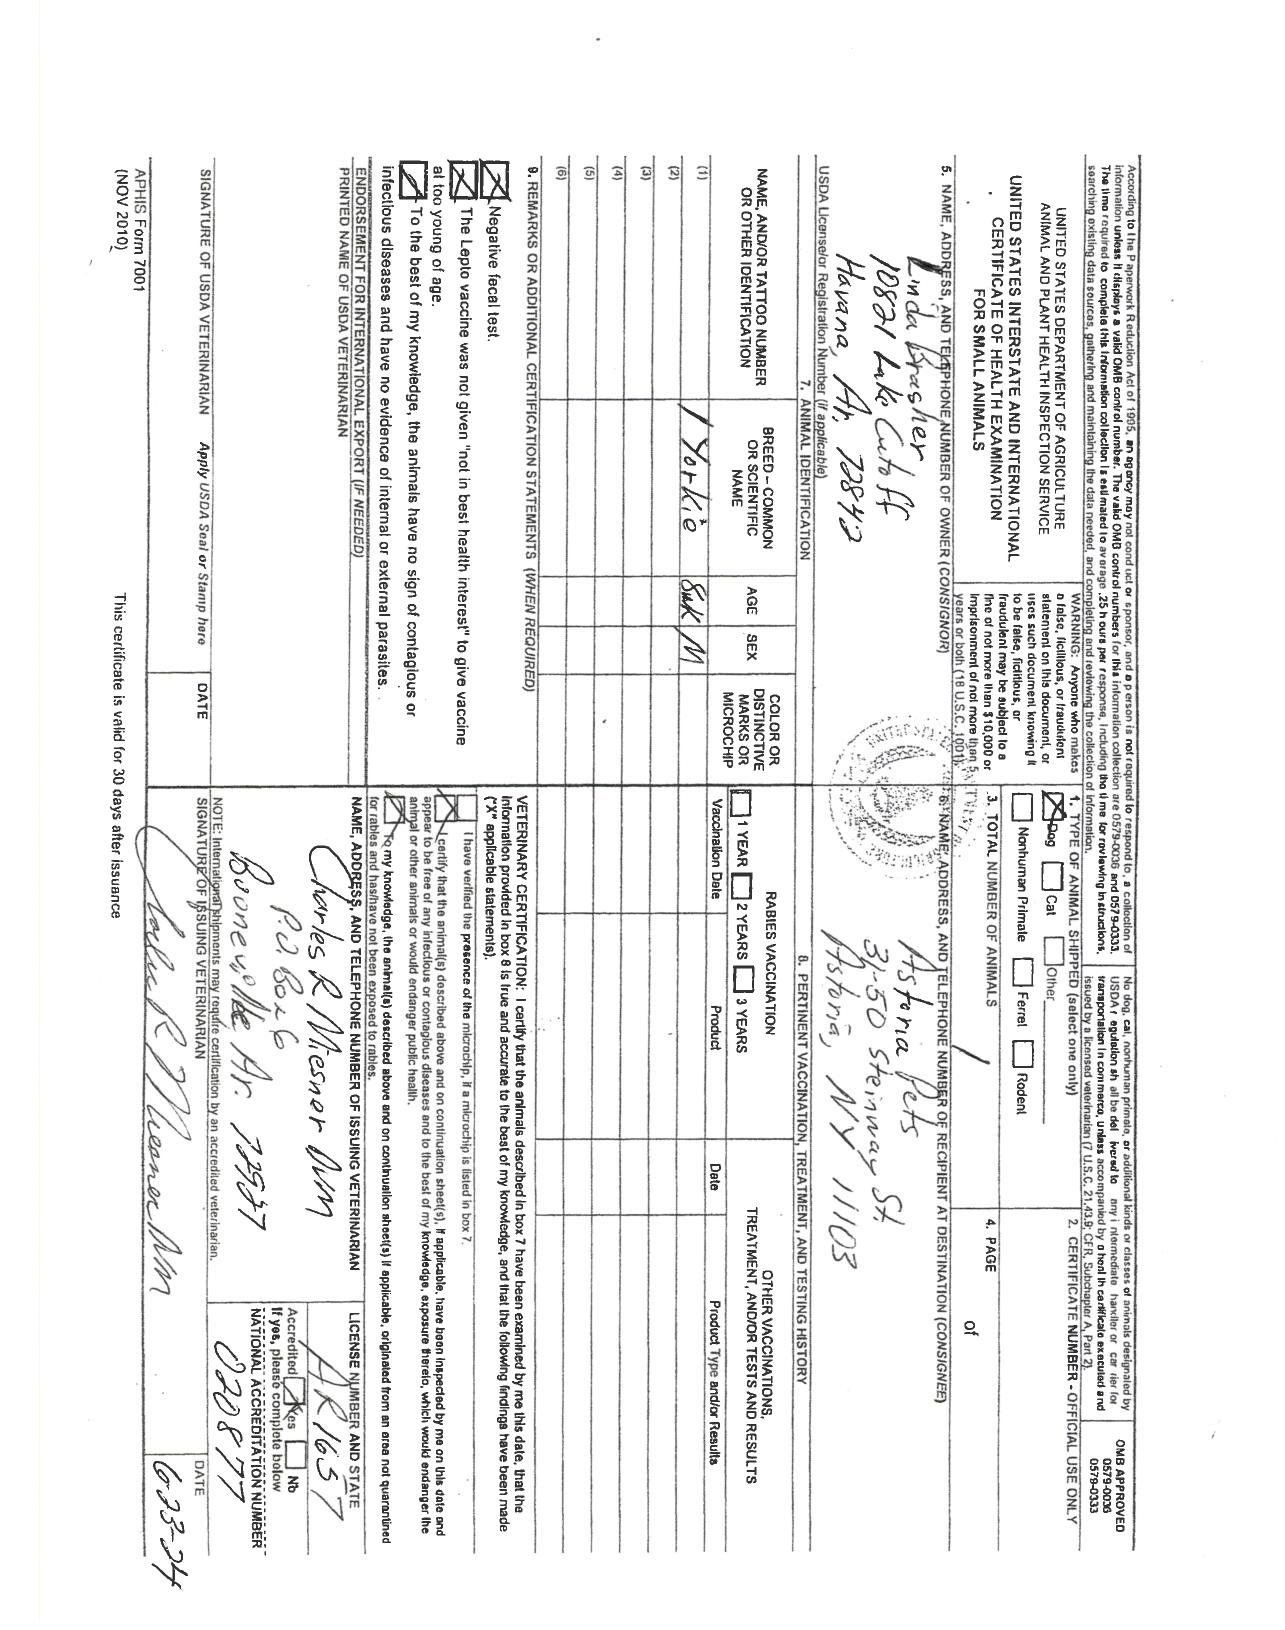 According to the Paperwork Reduction Act of 1995, an agency may not conduct or sponsor, and a person is not required to respond to, a collection of
information unless it displays a valid OMB control number. The valid OMB control numbers for this information collection are 0579-0036 and 0579-0333.
The time required to complete this information collection is estimated to average .25 hours per response, including the time for reviewing instructions,
searching existing data sources, gathering and maintaining the data needed, and completing and reviewing the collection of information.
No dog, cat, nonhuman primate, or additional kinds or classes of animals designated by
USDA regulation shall be delivered to any intermediate handler or carrier for
transportation in commerce, unless accompanied by a health certificate executed and
issued by a licensed veterinarian (7 U.S.C. 21.43.9; CFR, Subchapter A, Part 2).
OMB APPROVED
0579-0036
0579-0333
UNITED STATES DEPARTMENT OF AGRICULTURE
ANIMAL AND PLANT HEALTH INSPECTION SERVICE
UNITED STATES INTERSTATE AND INTERNATIONAL
CERTIFICATE OF HEALTH EXAMINATION
FOR SMALL ANIMALS
WARNING: Anyone who makes
a false, fictitious, or fraudulent
statement on this document, or
uses such document knowing it
to be false, fictitious, or
fraudulent may be subject to a
fine of not more than $10,000 or
imprisonment of not more than 5
years or both (18 U.S.C. 1001).
1. TYPE OF ANIMAL SHIPPED (select one only)
Dog Cat Other
Nonhuman Primate Ferret Rodent
2. CERTIFICATE NUMBER - OFFICIAL USE ONLY
3. TOTAL NUMBER OF ANIMALS
1
4. PAGE
of
5. NAME, ADDRESS, AND TELEPHONE NUMBER OF OWNER (CONSIGNOR)
Linda Brasher
10821 Lake Cutoff
Havana, Ar. 72842
USDA License/or Registration Number (if applicable)
6. NAME, ADDRESS, AND TELEPHONE NUMBER OF RECIPIENT AT DESTINATION (CONSIGNEE)
Astoria Pets
31-50 Steinway St.
Astoria, NY 11103
7. ANIMAL IDENTIFICATION
8. PERTINENT VACCINATION, TREATMENT, AND TESTING HISTORY
NAME, AND/OR TATTOO NUMBER
OR OTHER IDENTIFICATION
BREED – COMMON
OR SCIENTIFIC
NAME
AGE
SEX
COLOR OR
DISTINCTIVE
MARKS OR
MICROCHIP
RABIES VACCINATION
1 YEAR 2 YEARS 3 YEARS
Vaccination Date
Product
OTHER VACCINATIONS,
TREATMENT, AND/OR TESTS AND RESULTS
Date
Product Type and/or Results
(1) 1 Yorkie 8wk M
(2)
(3)
(4)
(5)
(6)
9. REMARKS OR ADDITIONAL CERTIFICATION STATEMENTS (WHEN REQUIRED)
Negative fecal test.
The Lepto vaccine was not given "not in best health interest" to give vaccine
at too young of age.
To the best of my knowledge, the animals have no sign of contagious or
infectious diseases and have no evidence of internal or external parasites.
VETERINARY CERTIFICATION: I certify that the animals described in box 7 have been examined by me this date, that the
information provided in box 8 is true and accurate to the best of my knowledge, and that the following findings have been made
("X" applicable statements).
I have verified the presence of the microchip, if a microchip is listed in box 7.
I certify that the animal(s) described above and on continuation sheet(s), if applicable, have been inspected by me on this date and
appear to be free of any infectious or contagious diseases and to the best of my knowledge, exposure thereto, which would endanger the
animal or other animals or would endanger public health.
To my knowledge, the animal(s) described above and on continuation sheet(s) if applicable, originated from an area not quarantined
for rabies and has/have not been exposed to rabies.
ENDORSEMENT FOR INTERNATIONAL EXPORT (IF NEEDED)
PRINTED NAME OF USDA VETERINARIAN
NAME, ADDRESS, AND TELEPHONE NUMBER OF ISSUING VETERINARIAN
Charles R Miesner DVM
P.O. Box 6
Booneville Ar. 72927
LICENSE NUMBER AND STATE
AR1657
Accredited Yes No
If yes, please complete below
NATIONAL ACCREDITATION NUMBER
020877
NOTE: International shipments may require certification by an accredited veterinarian.
SIGNATURE OF USDA VETERINARIAN Apply USDA Seal or Stamp here
DATE
SIGNATURE OF ISSUING VETERINARIAN
Charles R Miesner DVM
DATE
6-23-24
APHIS Form 7001
(NOV 2010)
This certificate is valid for 30 days after issuance